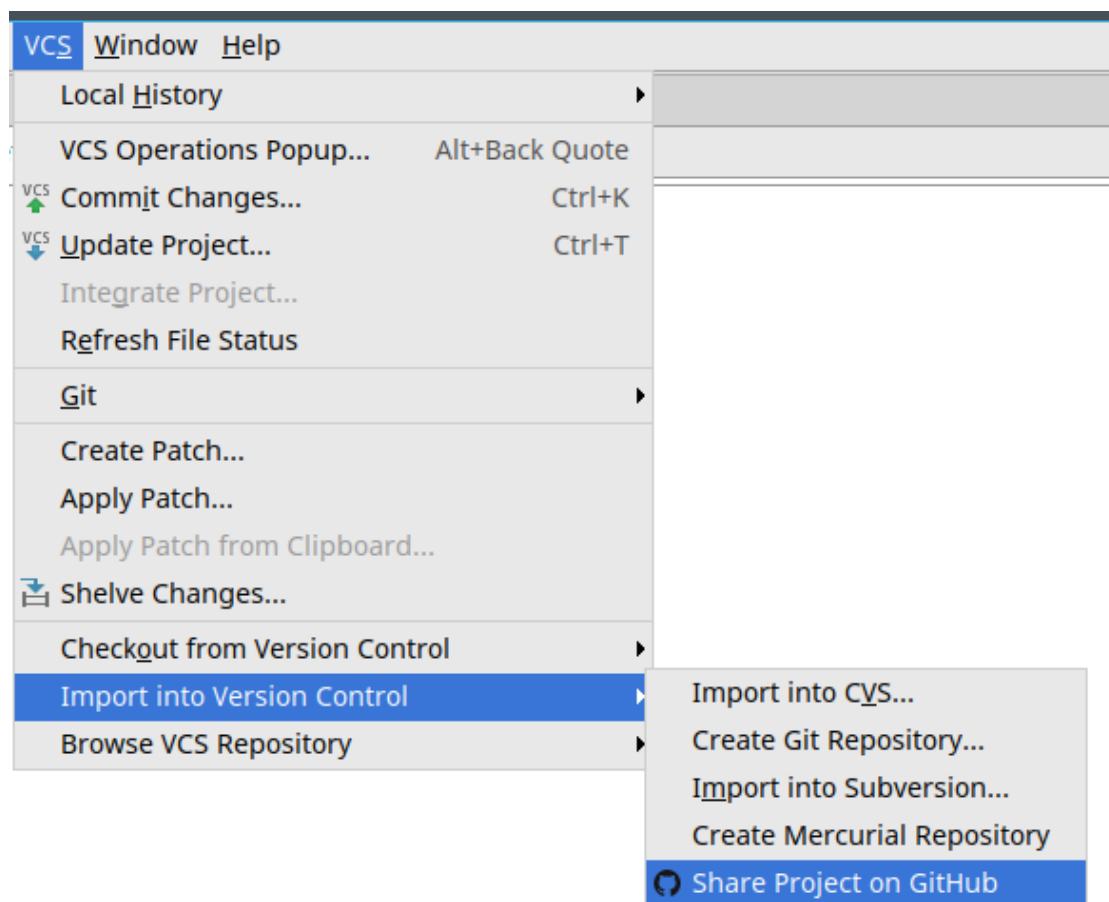 VCS Window Help
Local History
VCS Operations Popup... Alt+Back Quote
VCS Commit Changes... Ctrl+K
VCS Update Project... Ctrl+T
Integrate Project...
Refresh File Status
Git
Create Patch...
Apply Patch...
Apply Patch from Clipboard...
Shelve Changes...
Checkout from Version Control
Import into Version Control
Browse VCS Repository
Import into CVS...
Create Git Repository...
Import into Subversion...
Create Mercurial Repository
Share Project on GitHub